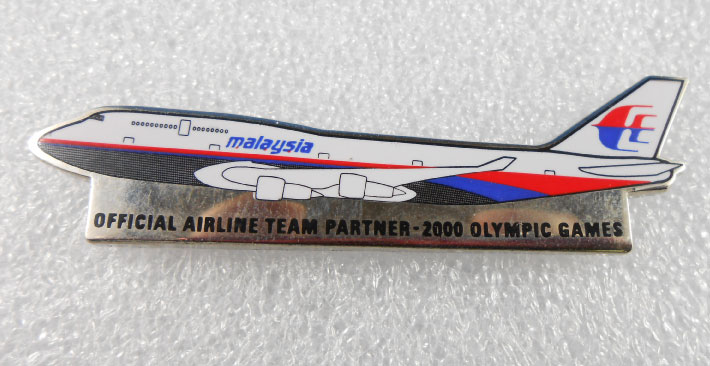 malaysia
OFFICIAL AIRLINE TEAM PARTNER-2000 OLYMPIC GAMES